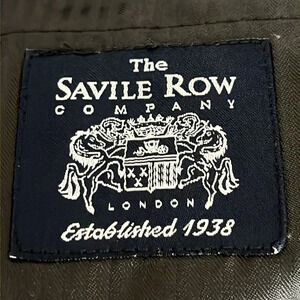 The
SAVILE ROW
COMPANY
LONDON
Established 1938